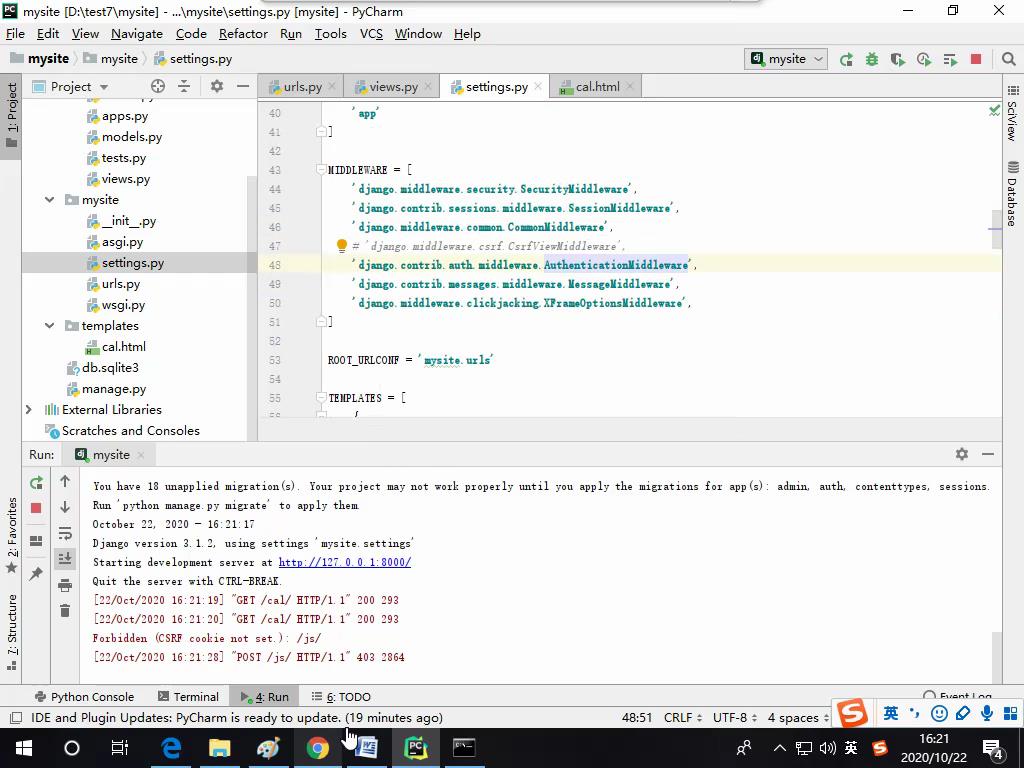 mysite [D:\test7\mysite] - ...\mysite\settings.py [mysite] - PyCharm
File Edit View Navigate Code Refactor Run Tools VCS Window Help
mysite mysite settings.py mysite
1: Project
Project
urls.py views.py settings.py cal.html
apps.py
models.py
tests.py
views.py
mysite
__init__.py
asgi.py
settings.py
urls.py
wsgi.py
templates
cal.html
db.sqlite3
manage.py
External Libraries
Scratches and Consoles
40 'app'
41 ]
42
43 MIDDLEWARE = [
44 'django.middleware.security.SecurityMiddleware',
45 'django.contrib.sessions.middleware.SessionMiddleware',
46 'django.middleware.common.CommonMiddleware',
47 # 'django.middleware.csrf.CsrfViewMiddleware',
48 'django.contrib.auth.middleware.AuthenticationMiddleware',
49 'django.contrib.messages.middleware.MessageMiddleware',
50 'django.middleware.clickjacking.XFrameOptionsMiddleware',
51 ]
52
53 ROOT_URLCONF = 'mysite.urls'
54
55 TEMPLATES = [
56 {
SciView
Database
Run: mysite
2: Favorites
7: Structure
You have 18 unapplied migration(s). Your project may not work properly until you apply the migrations for app(s): admin, auth, contenttypes, sessions.
Run 'python manage.py migrate' to apply them.
October 22, 2020 - 16:21:17
Django version 3.1.2, using settings 'mysite.settings'
Starting development server at http://127.0.0.1:8000/
Quit the server with CTRL-BREAK.
[22/Oct/2020 16:21:19] "GET /cal/ HTTP/1.1" 200 293
[22/Oct/2020 16:21:20] "GET /cal/ HTTP/1.1" 200 293
Forbidden (CSRF cookie not set.): /js/
[22/Oct/2020 16:21:28] "POST /js/ HTTP/1.1" 403 2864
Python Console Terminal 4: Run 6: TODO Event Log
IDE and Plugin Updates: PyCharm is ready to update. (19 minutes ago) 48:51 CRLF UTF-8 4 spaces 英
英 16:21
2020/10/22 4